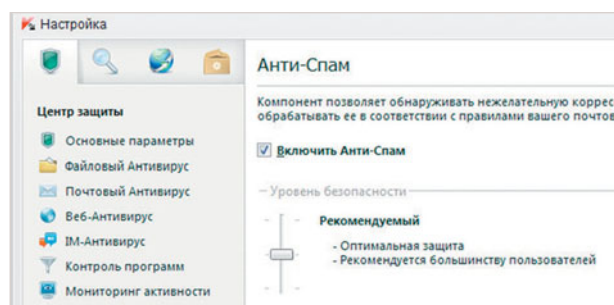 Настройка
Центр защиты
Основные параметры
Файловый Антивирус
Почтовый Антивирус
Веб-Антивирус
IM-Антивирус
Контроль программ
Мониторинг активности
Анти-Спам
Компонент позволяет обнаруживать нежелательную коррес
обрабатывать ее в соответствии с правилами вашего почтов
Включить Анти-Спам
Уровень безопасности
Рекомендуемый
- Оптимальная защита
- Рекомендуется большинству пользователей